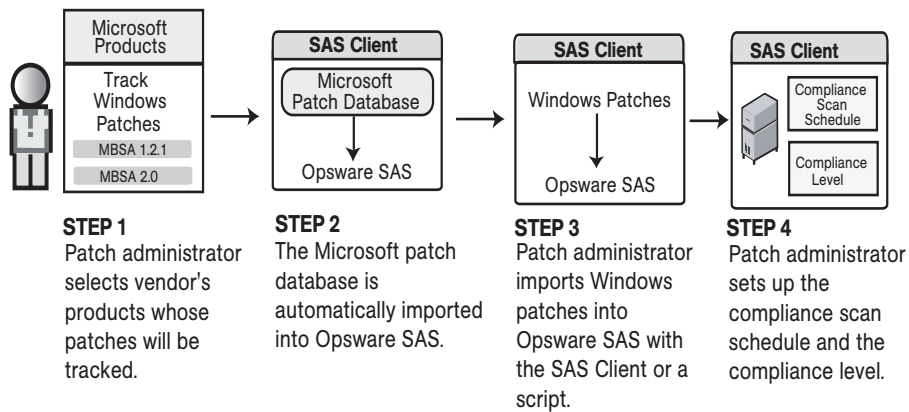 Microsoft
Products
Track
Windows
Patches
MBSA 1.2.1
MBSA 2.0
STEP 1
Patch administrator
selects vendor's
products whose
patches will be
tracked.
SAS Client
Microsoft
Patch Database
Opsware SAS
STEP 2
The Microsoft patch
database is
automatically imported
into Opsware SAS.
SAS Client
Windows Patches
Opsware SAS
STEP 3
Patch administrator
imports Windows
patches into
Opsware SAS with
the SAS Client or a
script.
SAS Client
Compliance
Scan
Schedule
Compliance
Level
STEP 4
Patch administrator
sets up the
compliance scan
schedule and the
compliance level.